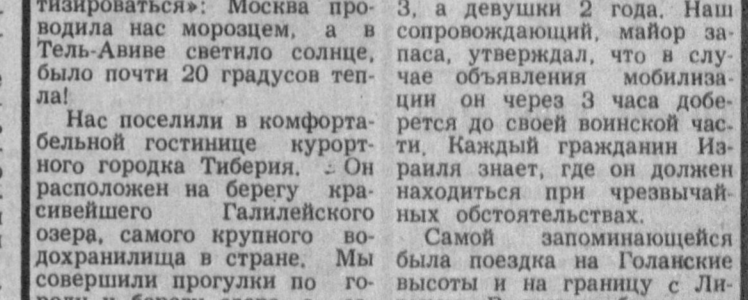 тизироваться»: Москва про-
водила нас морозцем, а в
Тель-Авиве светило солнце,
было почти 20 градусов теп-
ла!
Нас поселили в комфорта-
бельной гостинице курорт-
ного городка Тиберия. Он
расположен на берегу кра-
сивейшего Галилейского
озера, самого крупного во-
дохранилища в стране. Мы
совершили прогулки по го-
3, а девушки 2 года. Наш
сопровождающий, майор за-
паса, утверждал, что в слу-
чае объявления мобилиза-
ции он через 3 часа добе-
рется до своей воинской час-
ти. Каждый гражданин Из-
раиля знает, где он должен
находиться при чрезвычай-
ных обстоятельствах.
Самой запоминающейся
была поездка на Голанские
высоты и на границу с Ли-